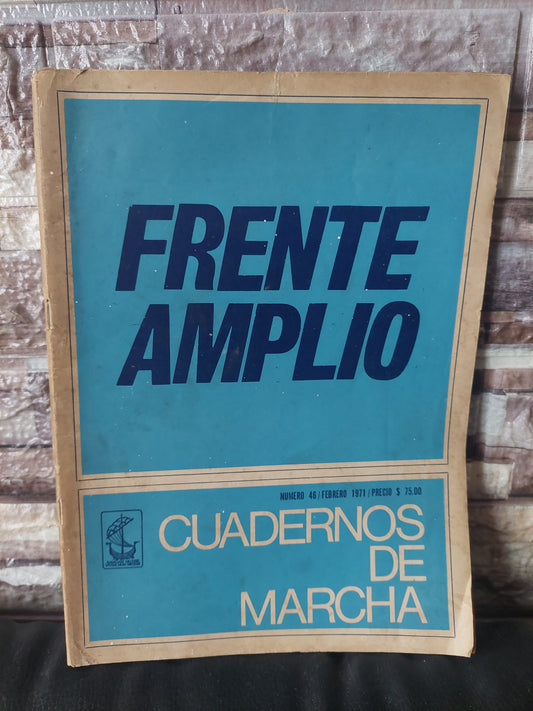 FRENTE
AMPLIO
NUMERO 46 / FEBRERO 1971 / PRECIO $ 75.00
CUADERNOS
DE
MARCHA